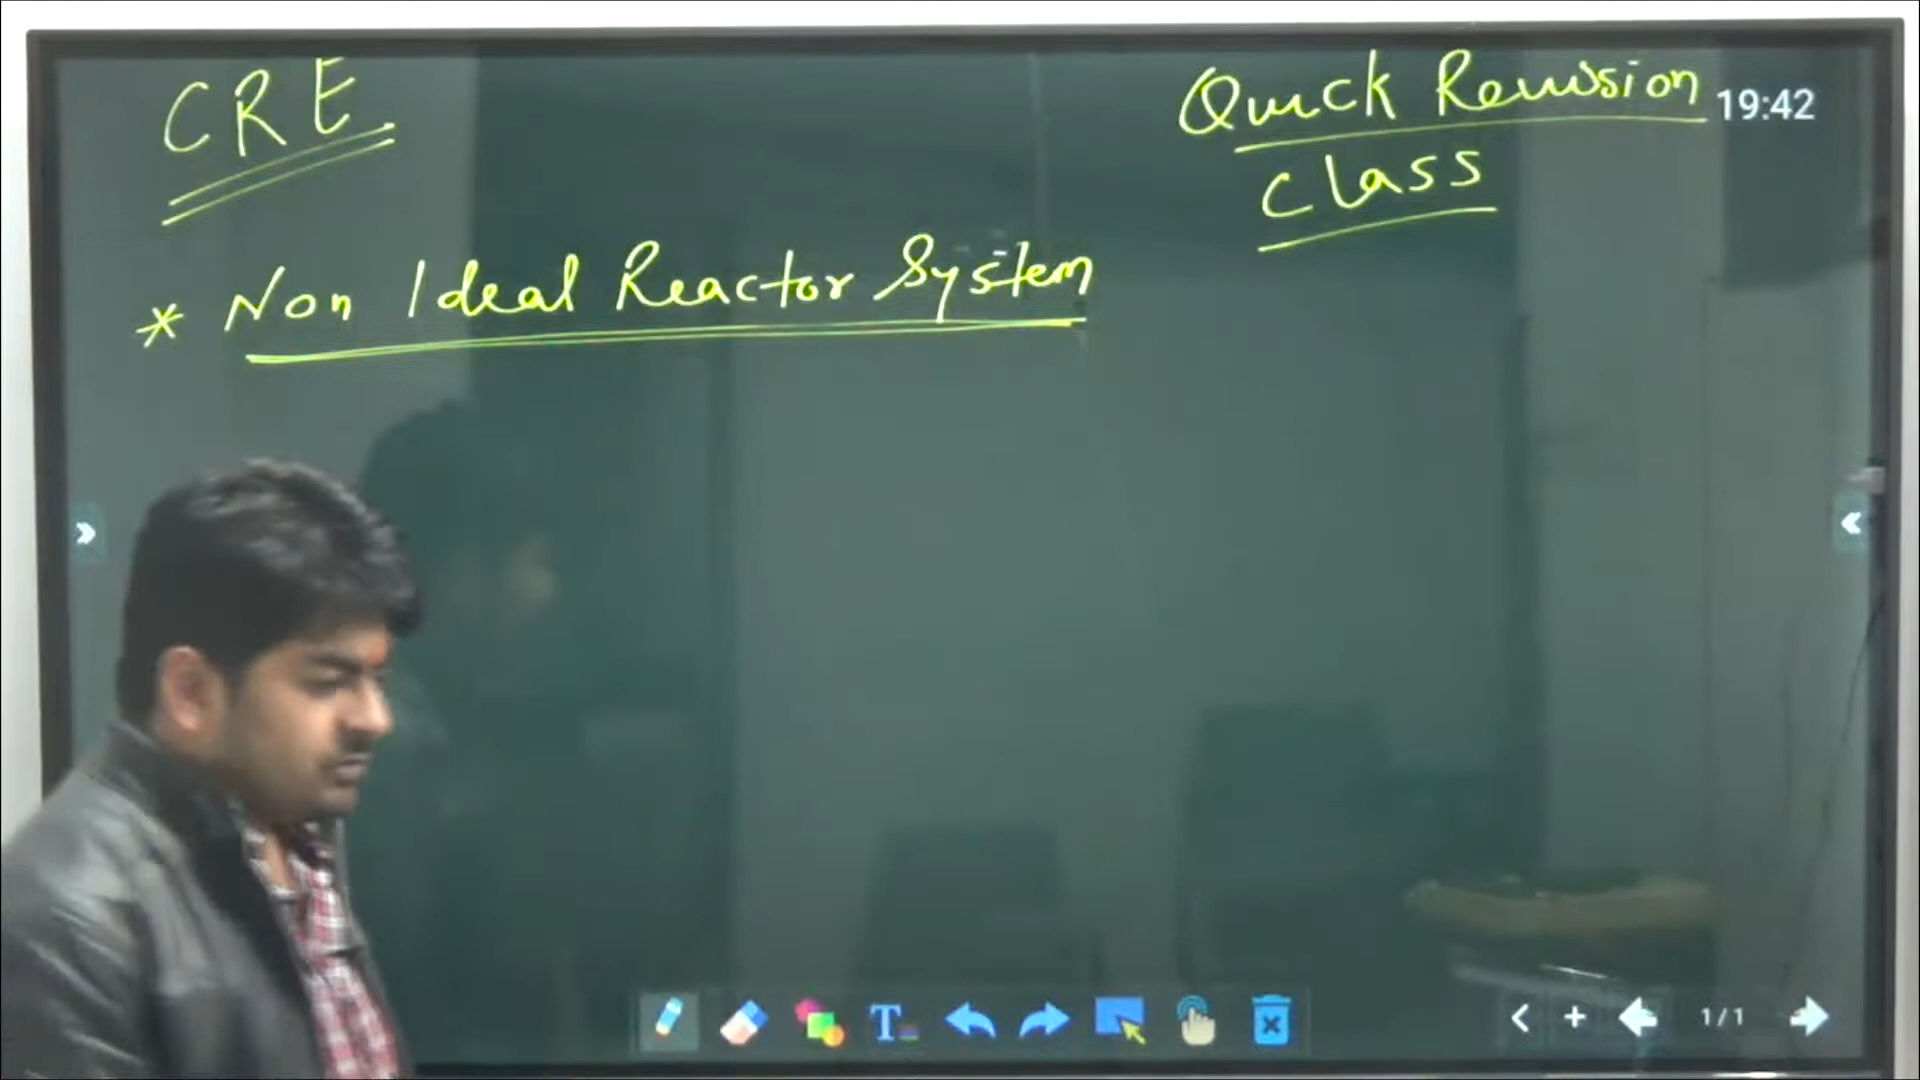 CRE
Quick Revision
19:42
Class
* Non Ideal Reactor System
T
1/1